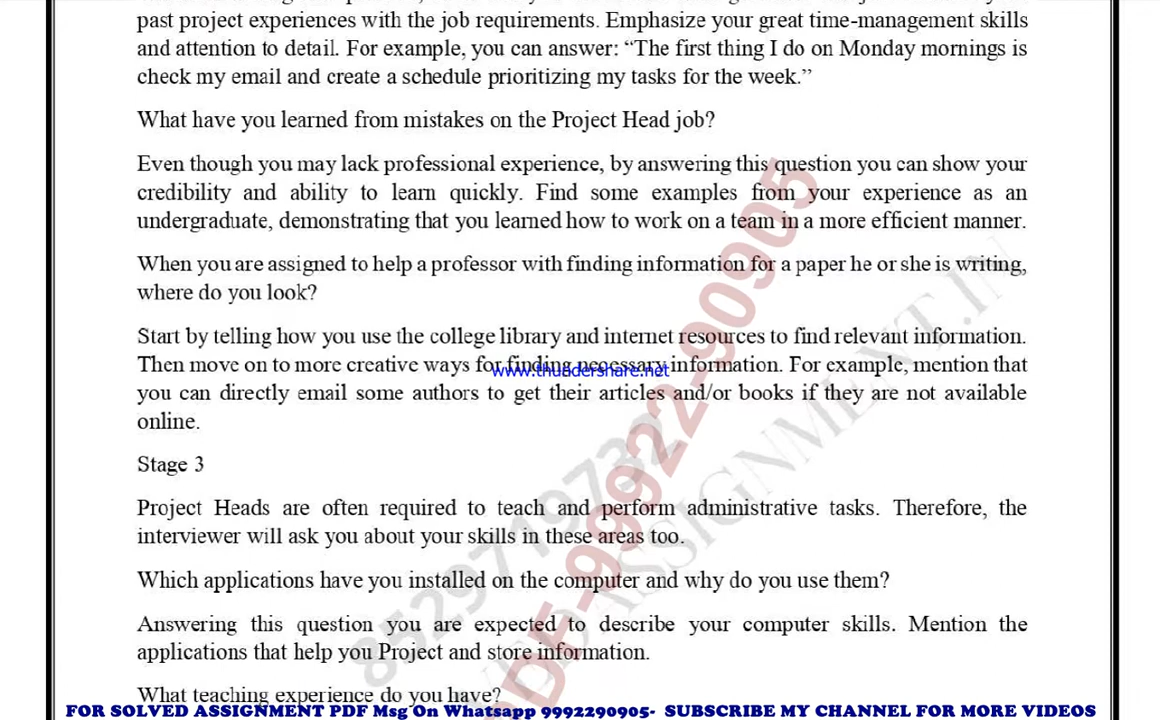 past project experiences with the job requirements. Emphasize your great time-management skills
and attention to detail. For example, you can answer: “The first thing I do on Monday mornings is
check my email and create a schedule prioritizing my tasks for the week.”
What have you learned from mistakes on the Project Head job?
Even though you may lack professional experience, by answering this question you can show your
credibility and ability to learn quickly. Find some examples from your experience as an
undergraduate, demonstrating that you learned how to work on a team in a more efficient manner.
When you are assigned to help a professor with finding information for a paper he or she is writing,
where do you look?
Start by telling how you use the college library and internet resources to find relevant information.
Then move on to more creative ways for finding necessary information. For example, mention that
www.thundershare.net
you can directly email some authors to get their articles and/or books if they are not available
online.
Stage 3
Project Heads are often required to teach and perform administrative tasks. Therefore, the
interviewer will ask you about your skills in these areas too.
Which applications have you installed on the computer and why do you use them?
Answering this question you are expected to describe your computer skills. Mention the
applications that help you Project and store information.
What teaching experience do you have?
8529719732
PDF-99922-90905
ASSIGNMENT.IN
FOR SOLVED ASSIGNMENT PDF Msg On Whatsapp 9992290905- SUBSCRIBE MY CHANNEL FOR MORE VIDEOS